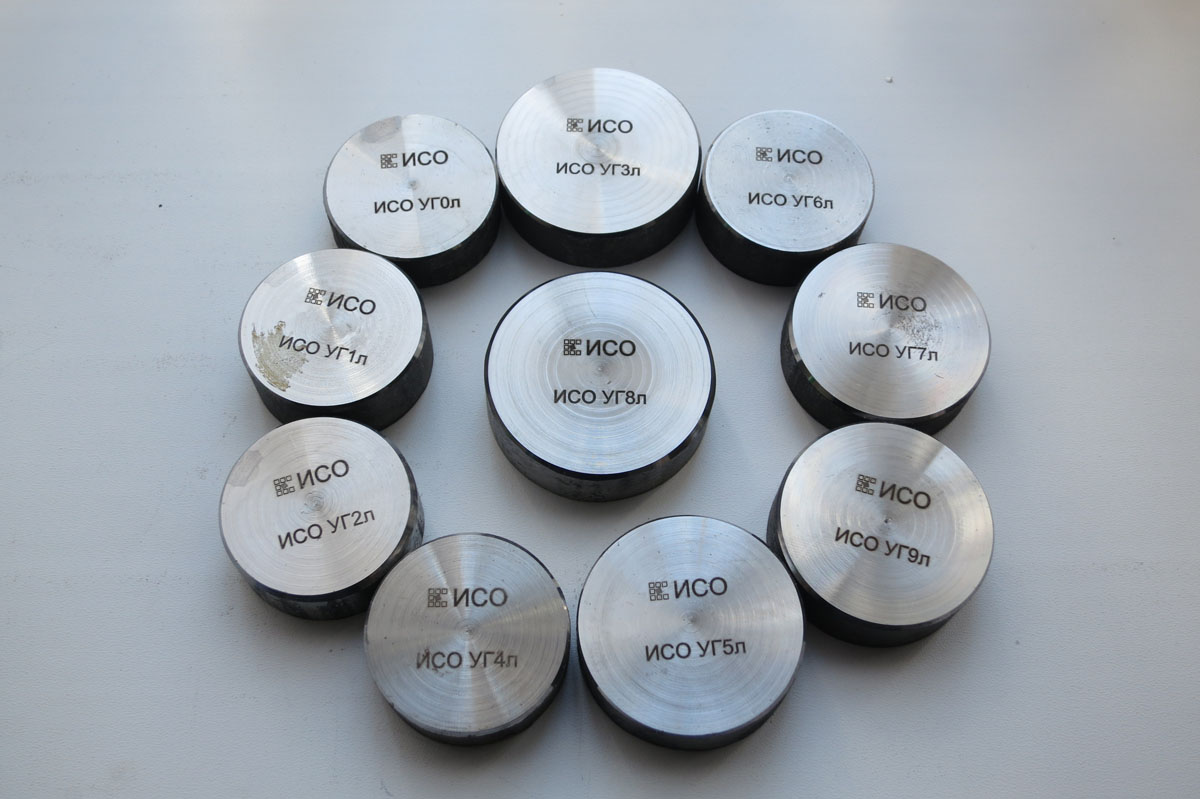 ИСО
ИСО УГ3л
ИСО
ИСО УГ0л
ИСО
ИСО УГ6л
ИСО
ИСО УГ1л
ИСО
ИСО УГ8л
ИСО
ИСО УГ7л
ИСО
ИСО УГ2л
ИСО
ИСО УГ9л
ИСО
ИСО УГ4л
ИСО
ИСО УГ5л